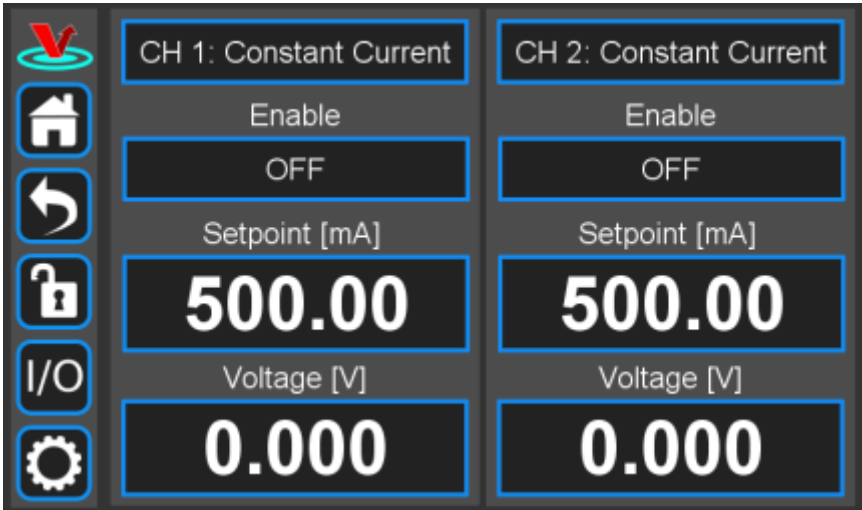 CH 1: Constant Current
Enable
OFF
Setpoint [mA]
500.00
Voltage [V]
0.000
CH 2: Constant Current
Enable
OFF
Setpoint [mA]
500.00
Voltage [V]
0.000
I/O